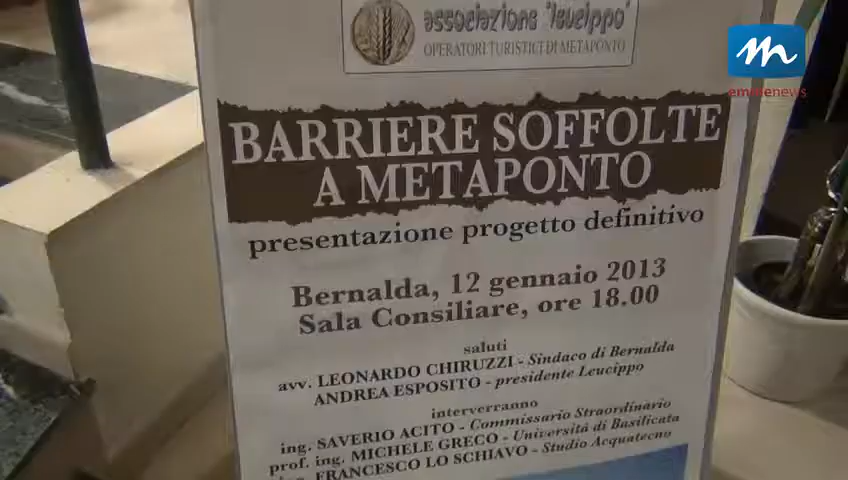 associazione "leucippo"
OPERATORI TURISTICI DI METAPONTO
m
emmenews
BARRIERE SOFFOLTE
A METAPONTO
presentazione progetto definitivo
Bernalda, 12 gennaio 2013
Sala Consiliare, ore 18.00
saluti
avv. LEONARDO CHIRUZZI - Sindaco di Bernalda
ANDREA ESPOSITO - presidente Leucippo
interverranno
ing. SAVERIO ACITO - Commissario Straordinario
prof. ing. MICHELE GRECO - Università di Basilicata
ing. FRANCESCO LO SCHIAVO - Studio Acquatecno